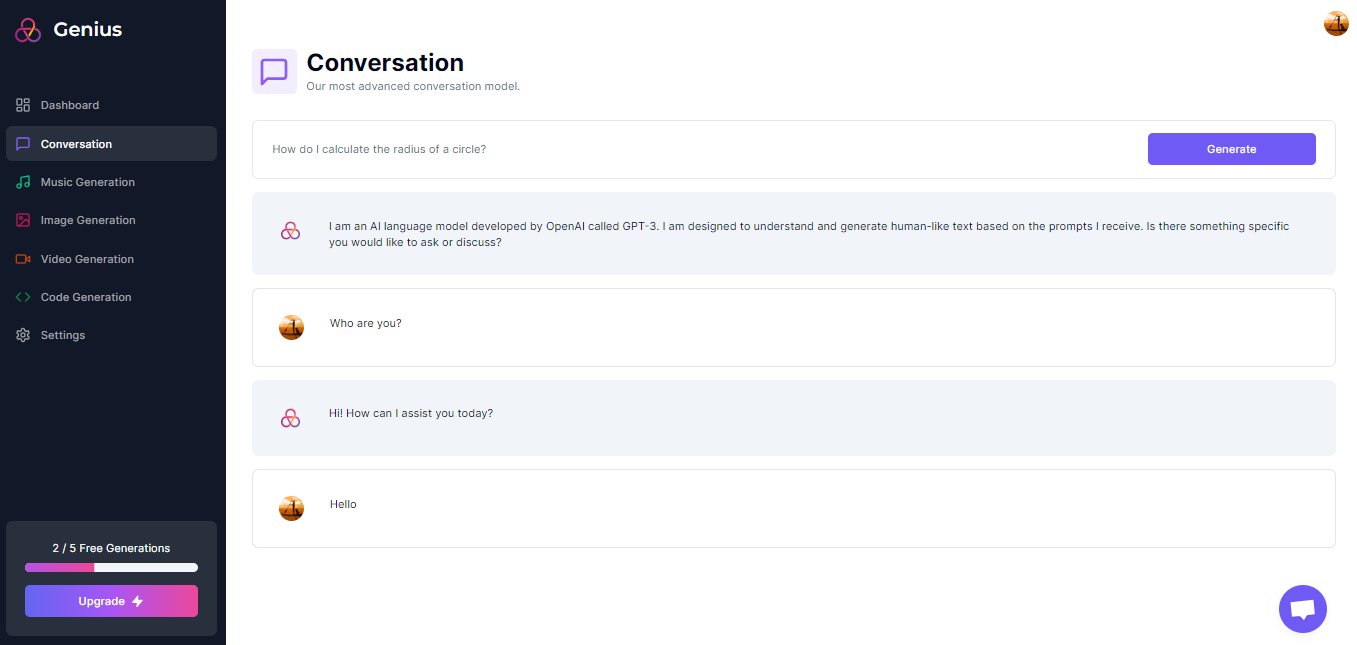 Genius
Dashboard
Conversation
Music Generation
Image Generation
Video Generation
Code Generation
Settings
2 / 5 Free Generations
Upgrade
Conversation
Our most advanced conversation model.
How do I calculate the radius of a circle?
Generate
I am an AI language model developed by OpenAI called GPT-3. I am designed to understand and generate human-like text based on the prompts I receive. Is there something specific
you would like to ask or discuss?
Who are you?
Hi! How can I assist you today?
Hello